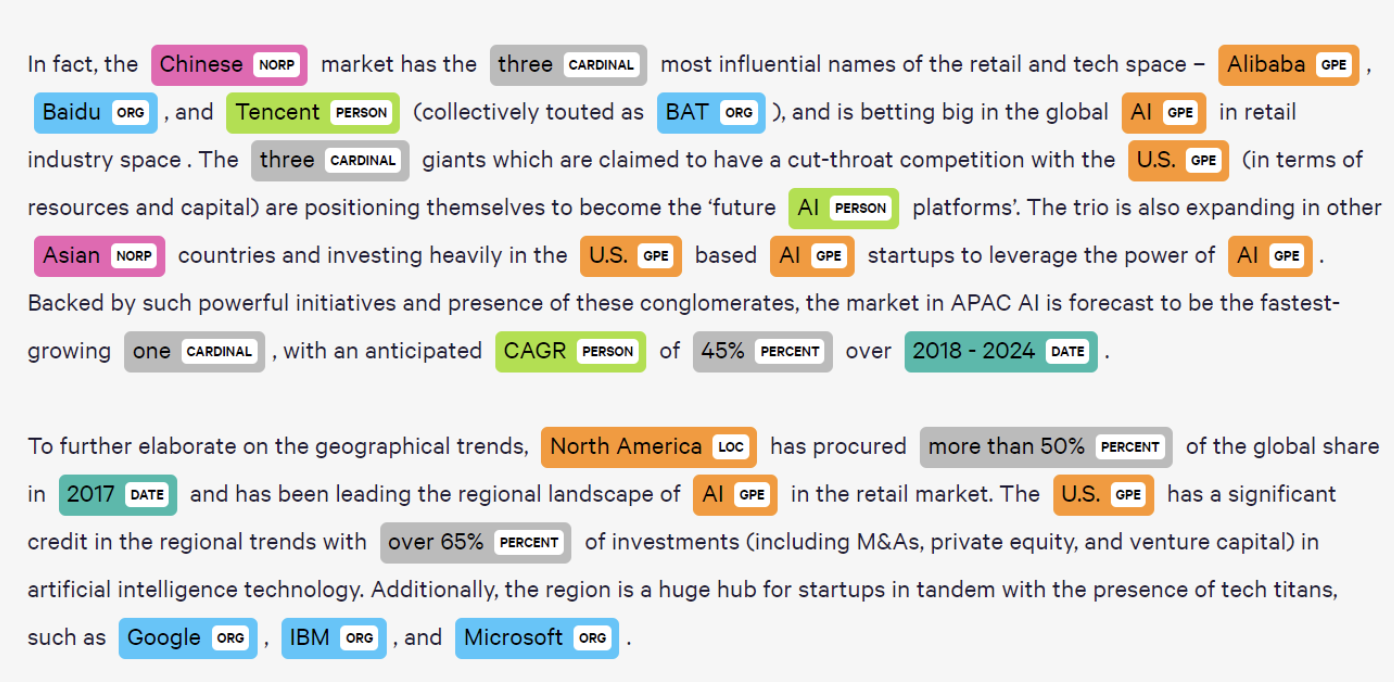 In fact, the Chinese NORP market has the three CARDINAL most influential names of the retail and tech space – Alibaba GPE ,
Baidu ORG , and Tencent PERSON (collectively touted as BAT ORG ), and is betting big in the global AI GPE in retail
industry space . The three CARDINAL giants which are claimed to have a cut-throat competition with the U.S. GPE (in terms of
resources and capital) are positioning themselves to become the ‘future AI PERSON platforms’. The trio is also expanding in other
Asian NORP countries and investing heavily in the U.S. GPE based AI GPE startups to leverage the power of AI GPE .
Backed by such powerful initiatives and presence of these conglomerates, the market in APAC AI is forecast to be the fastest-
growing one CARDINAL , with an anticipated CAGR PERSON of 45% PERCENT over 2018 - 2024 DATE .
To further elaborate on the geographical trends, North America LOC has procured more than 50% PERCENT of the global share
in 2017 DATE and has been leading the regional landscape of AI GPE in the retail market. The U.S. GPE has a significant
credit in the regional trends with over 65% PERCENT of investments (including M&As, private equity, and venture capital) in
artificial intelligence technology. Additionally, the region is a huge hub for startups in tandem with the presence of tech titans,
such as Google ORG , IBM ORG , and Microsoft ORG .